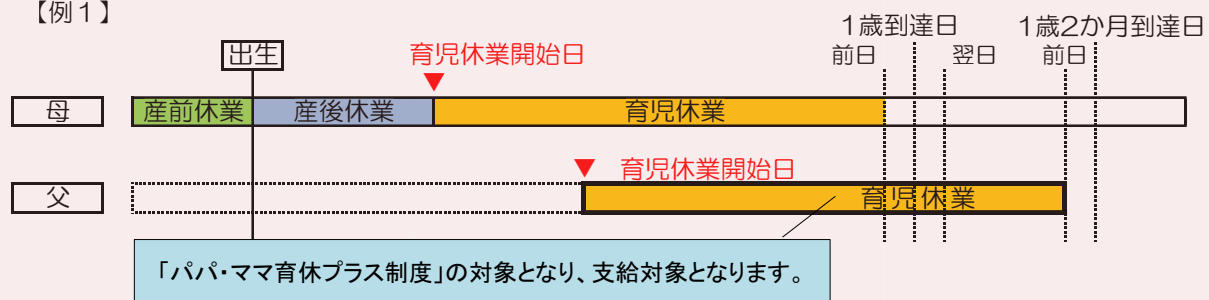 【例１】
１歳到達日
１歳２か月到達日
出生
育児休業開始日
前日
翌日
前日
母
産前休業
産後休業
育児休業
育児休業開始日
父
育児休業
「パパ・ママ育休プラス制度」の対象となり、支給対象となります。